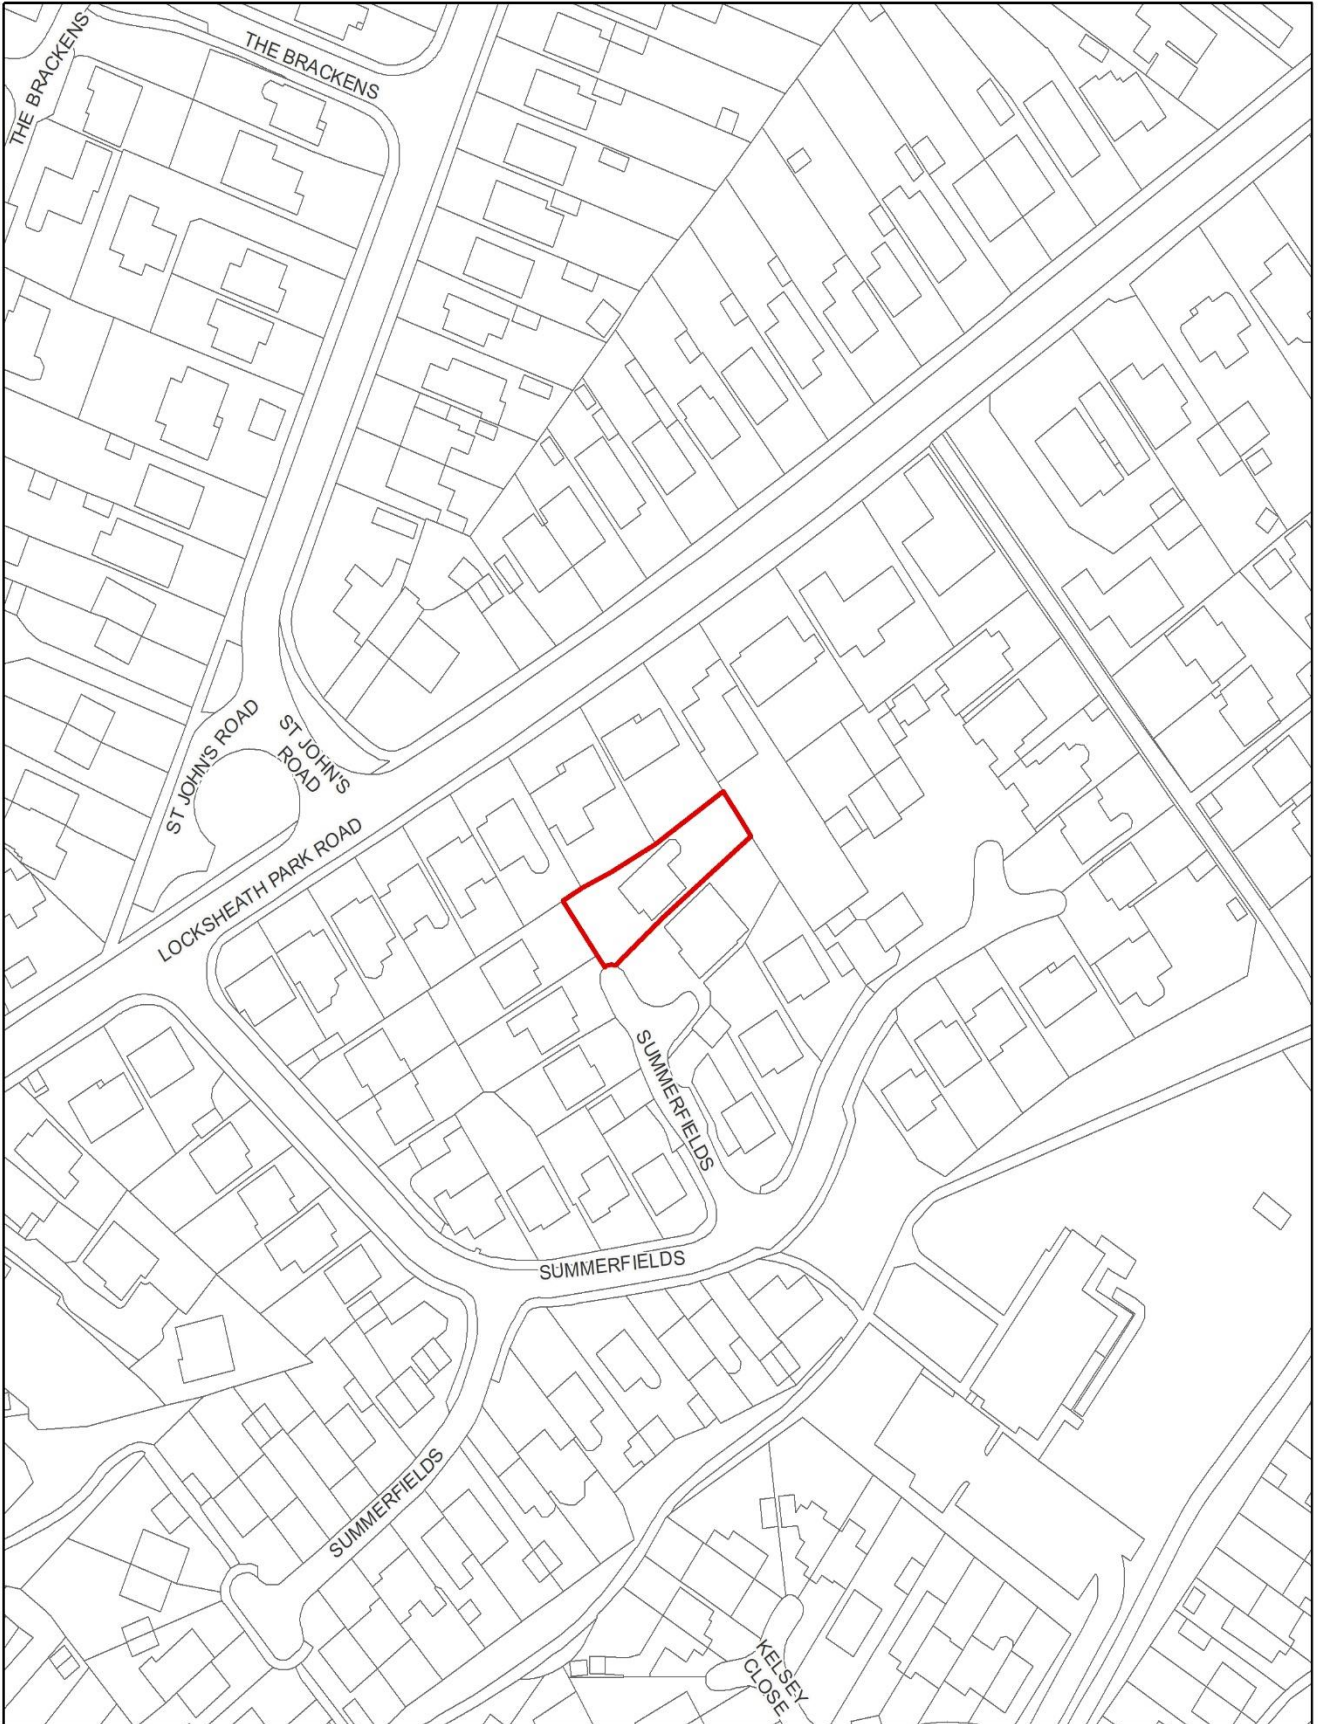 THE BRACKENS
THE BRACKENS
ST JOHN'S ROAD
ST JOHN'S
ROAD
LOCKSHEATH PARK ROAD
SUMMERFIELDS
SUMMERFIELDS
SUMMERFIELDS
KELSEY
CLOSE